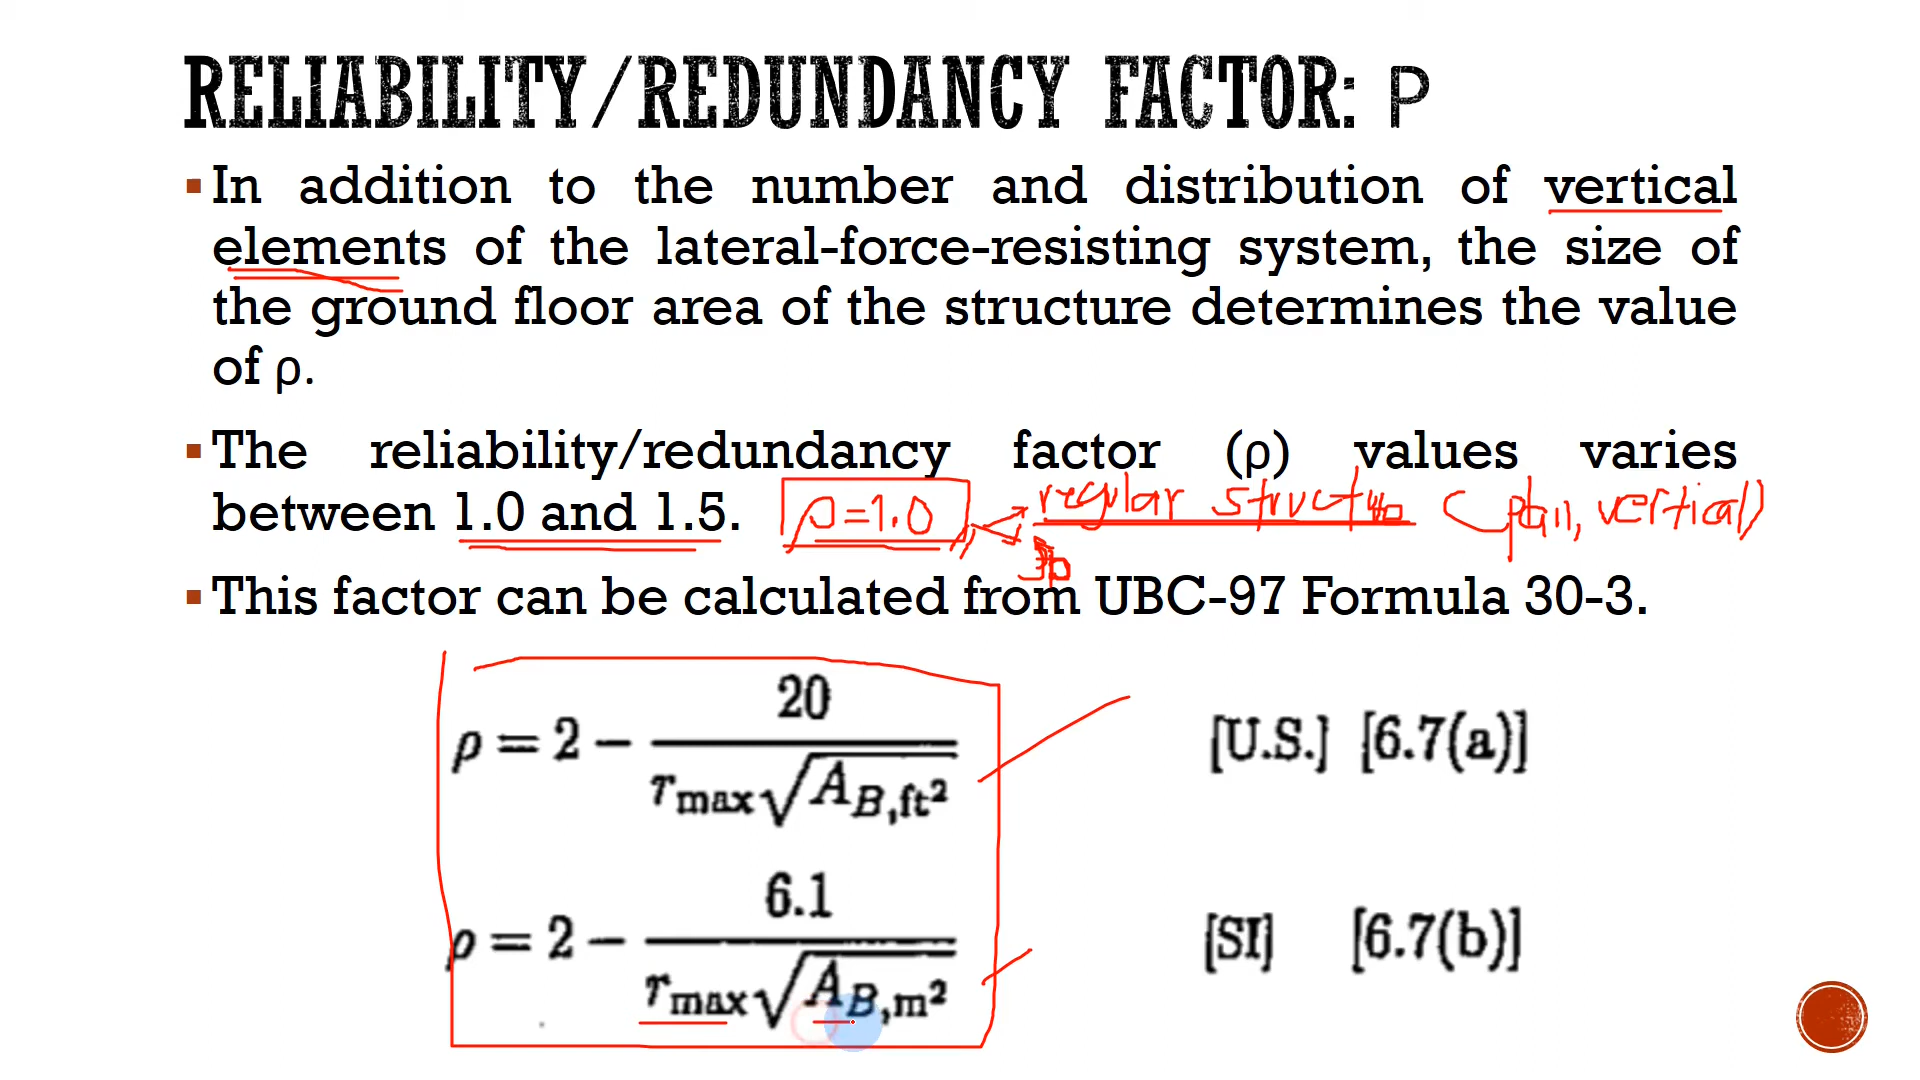 RELIABILITY/REDUNDANCY FACTOR: Ρ
▪In addition to the number and distribution of vertical
elements of the lateral-force-resisting system, the size of
the ground floor area of the structure determines the value
of ρ.
▪The reliability/redundancy factor (ρ) values varies
between 1.0 and 1.5. ρ=1.0 regular (plan, vertical)
▪This factor can be calculated from UBC-97 Formula 30-3.
ρ = 2 − 20 / (r_max √A_B,ft²) [U.S.] [6.7(a)]
ρ = 2 − 6.1 / (r_max √A_B,m²) [SI] [6.7(b)]